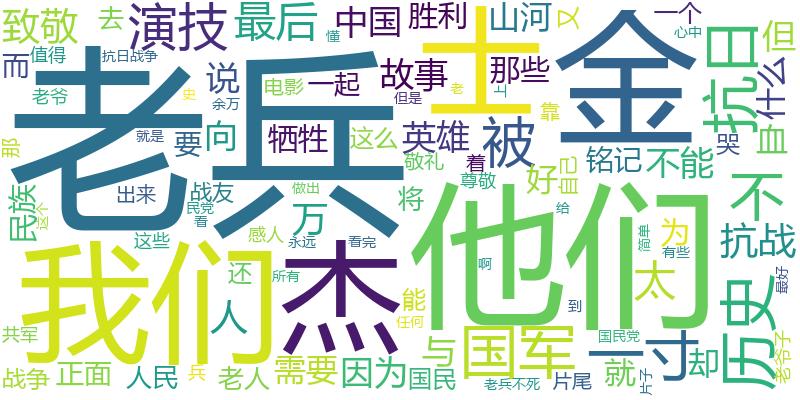 致敬
去
演技
最后
懂
中国
胜利
山河
又
一个
心中
而
值得
抗日战争
老爷
说
电影
一起
故事
但是
那些
老
上
士
金
抗日
但
什么
老兵
史
余万
要
向
牺牲
这么
英雄
被
靠
铭记
不能
哭
自
那
就是
着
敬礼
尊敬
好
自己
不
民族
这个
出来
战友
民党
看
做出
万
将
他们
给
简单
为
有些
抗战
这些
感人
永远
看完
我们
还
所有
杰
啊
太
到
历史
最好
人
能
任何
共军
与
国军
国民党
一寸
却
老爷子
战争
正面
人民
兵
老人
需要
因为
国民
老兵不死
片尾
就
片子